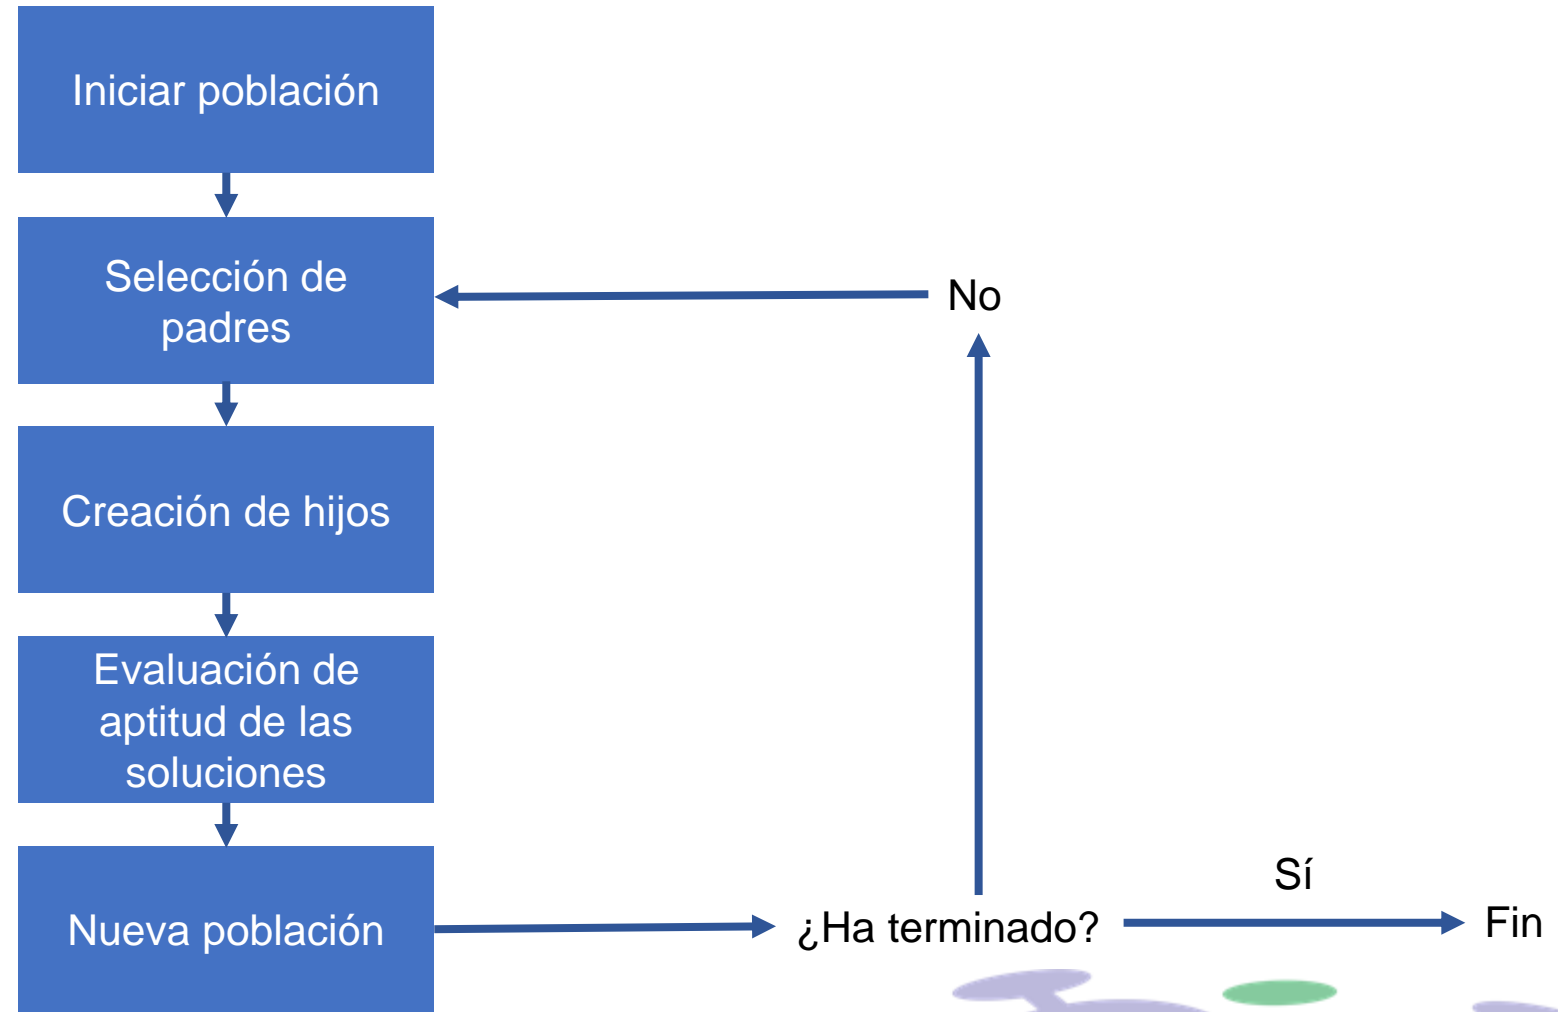 Iniciar población
Selección de
padres
No
Creación de hijos
Evaluación de
aptitud de las
soluciones
Sí
Nueva población
¿Ha terminado?
Fin